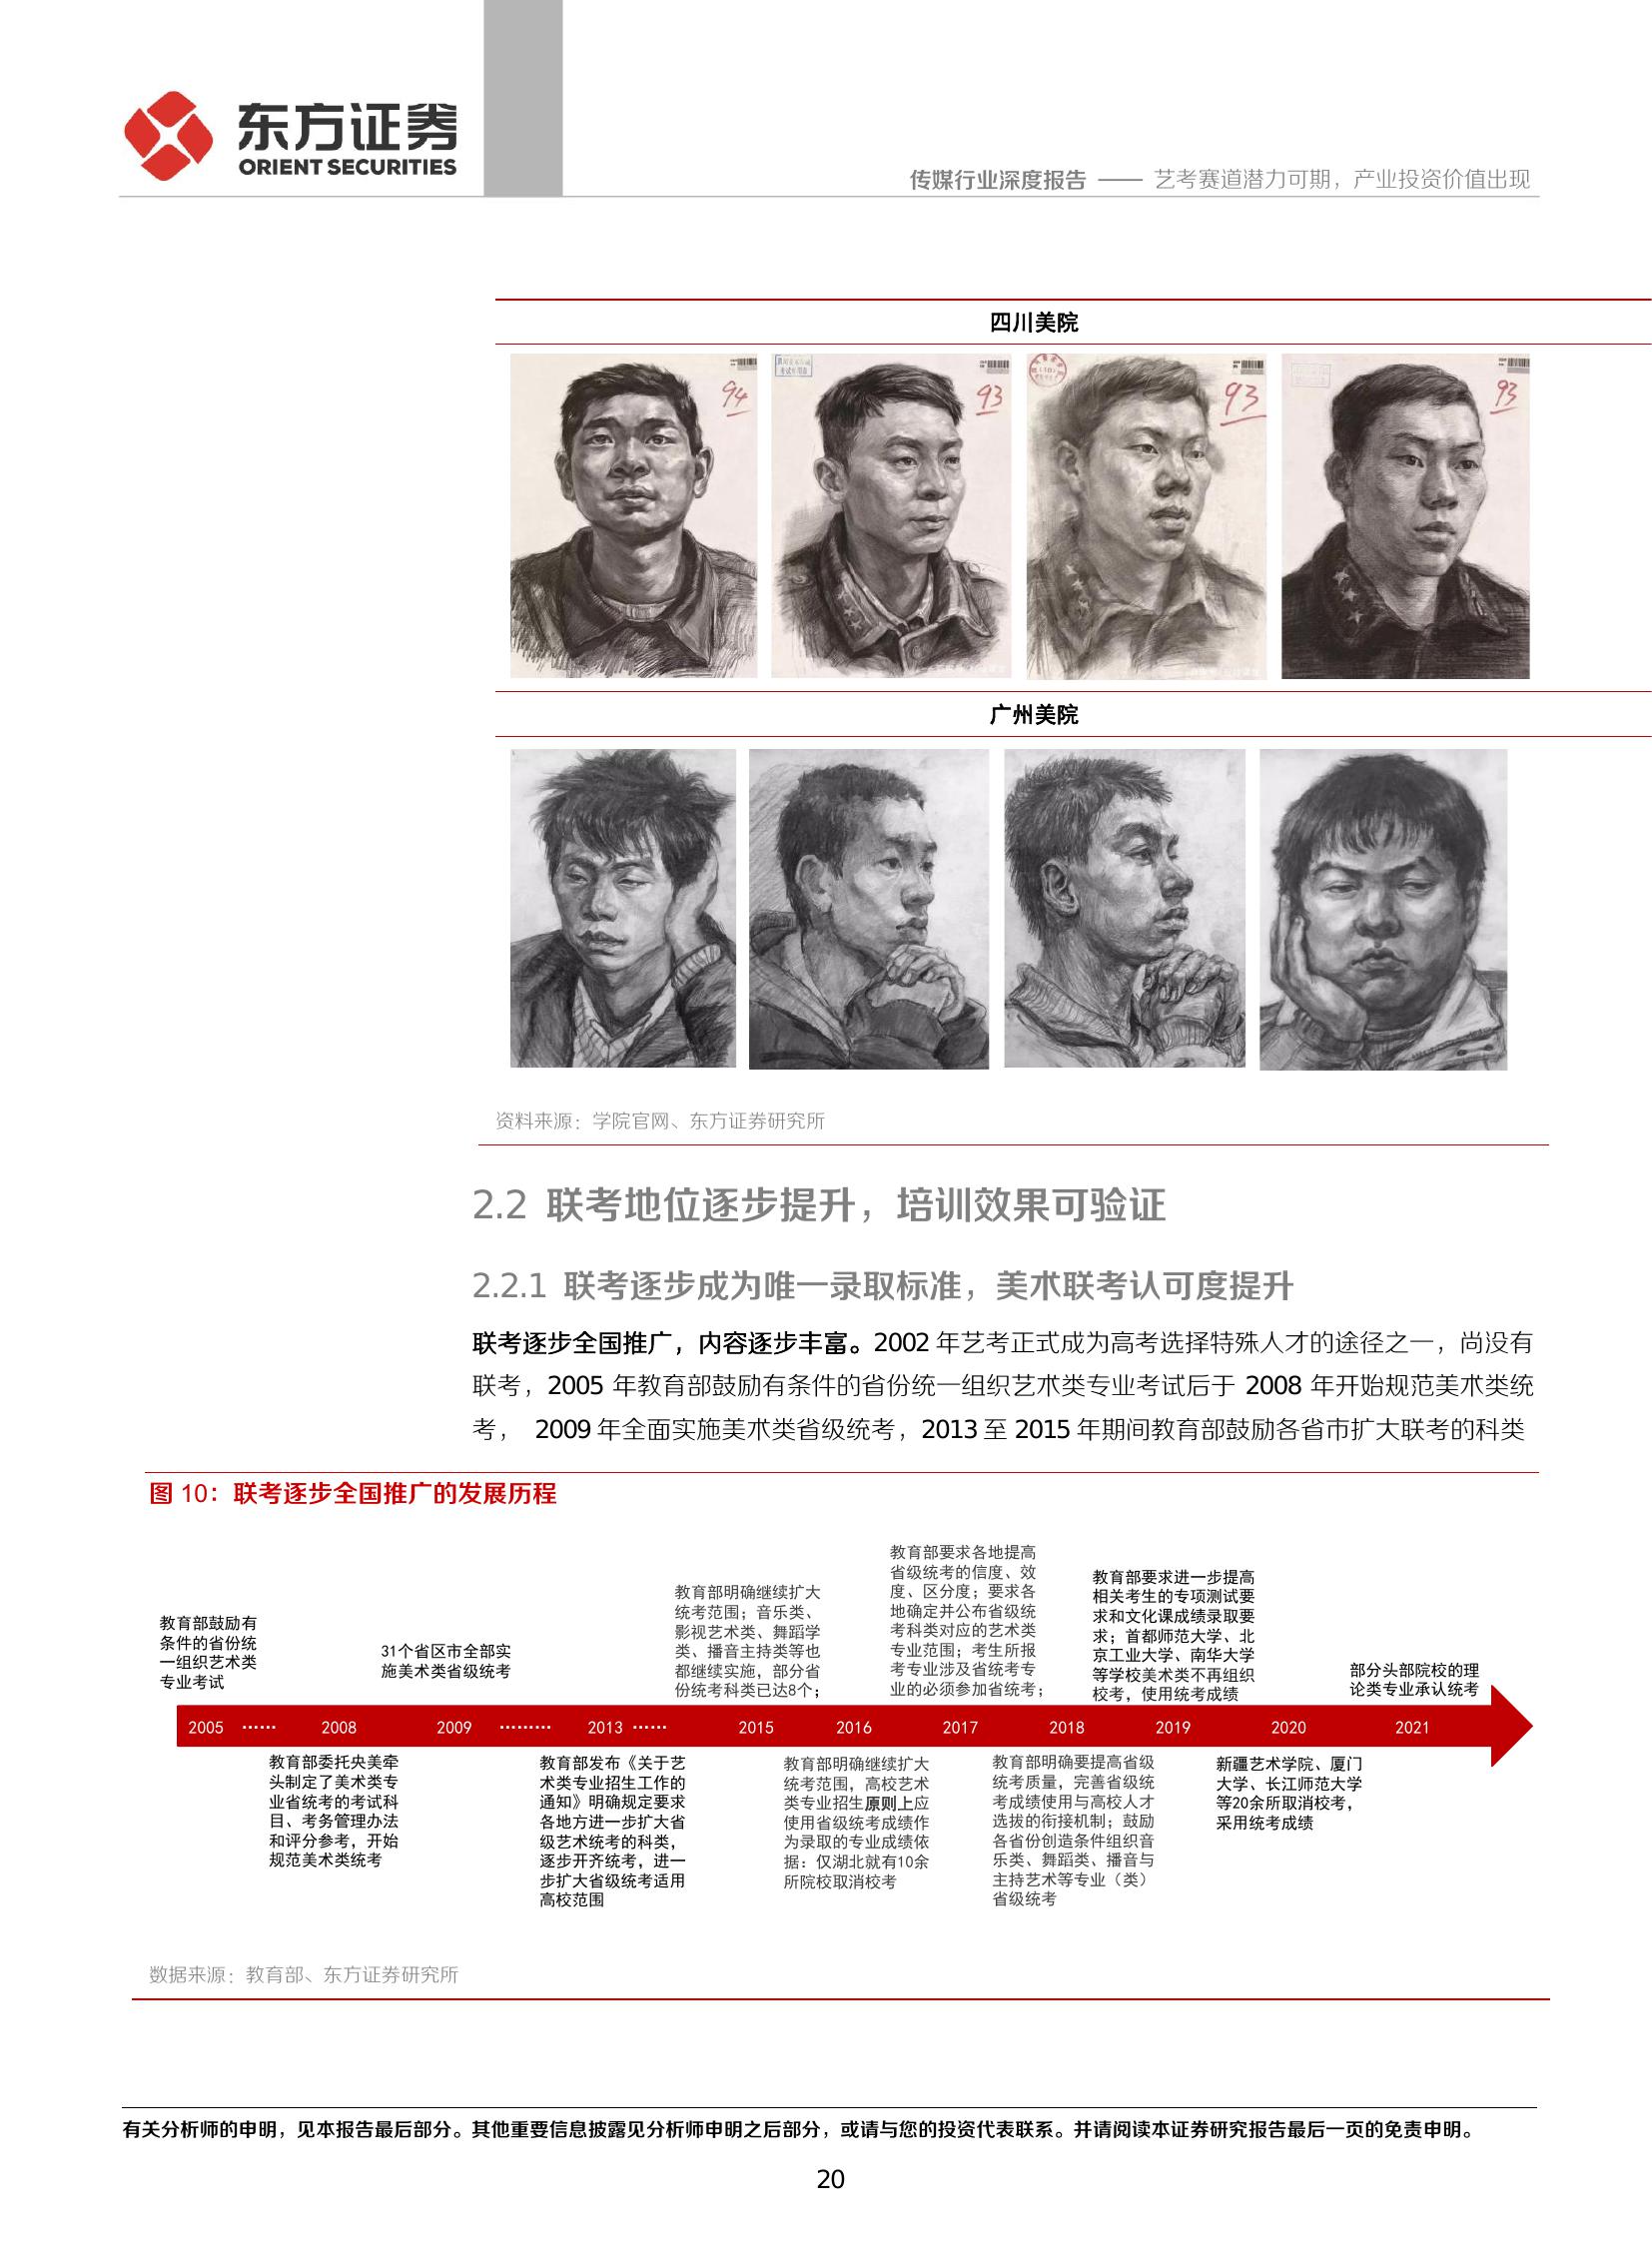 东方证券
ORIENT SECURITIES
传媒行业深度报告 —— 艺考赛道潜力可期，产业投资价值出现
四川美院
94
93
93
93
广州美院
资料来源：学院官网、东方证券研究所
2.2 联考地位逐步提升，培训效果可验证
2.2.1 联考逐步成为唯一录取标准，美术联考认可度提升
联考逐步全国推广，内容逐步丰富。2002 年艺考正式成为高考选择特殊人才的途径之一，尚没有
联考，2005 年教育部鼓励有条件的省份统一组织艺术类专业考试后于 2008 年开始规范美术类统
考， 2009 年全面实施美术类省级统考，2013 至 2015 年期间教育部鼓励各省市扩大联考的科类
图 10：联考逐步全国推广的发展历程
教育部鼓励有
条件的省份统
一组织艺术类
专业考试
31个省区市全部实
施美术类省级统考
教育部明确继续扩大
统考范围；音乐类、
影视艺术类、舞蹈学
类、播音主持类等也
都继续实施，部分省
份统考科类已达8个；
教育部要求各地提高
省级统考的信度、效
度、区分度；要求各
地确定并公布省级统
考科类对应的艺术类
专业范围；考生所报
考专业涉及省统考专
业的必须参加省统考；
教育部要求进一步提高
相关考生的专项测试要
求和文化课成绩录取要
求；首都师范大学、北
京工业大学、南华大学
等学校美术类不再组织
校考，使用统考成绩
部分头部院校的理
论类专业承认统考
2005 …… 2008 2009 ……… 2013 …… 2015 2016 2017 2018 2019 2020 2021
教育部委托央美牵
头制定了美术类专
业省统考的考试科
目、考务管理办法
和评分参考，开始
规范美术类统考
教育部发布《关于艺
术类专业招生工作的
通知》明确规定要求
各地方进一步扩大省
级艺术统考的科类，
逐步开齐统考，进一
步扩大省级统考适用
高校范围
教育部明确继续扩大
统考范围，高校艺术
类专业招生原则上应
使用省级统考成绩作
为录取的专业成绩依
据：仅湖北就有10余
所院校取消校考
教育部明确要提高省级
统考质量，完善省级统
考成绩使用与高校人才
选拔的衔接机制；鼓励
各省份创造条件组织音
乐类、舞蹈类、播音与
主持艺术等专业（类）
省级统考
新疆艺术学院、厦门
大学、长江师范大学
等20余所取消校考，
采用统考成绩
数据来源：教育部、东方证券研究所
有关分析师的申明，见本报告最后部分。其他重要信息披露见分析师申明之后部分，或请与您的投资代表联系。并请阅读本证券研究报告最后一页的免责申明。
20